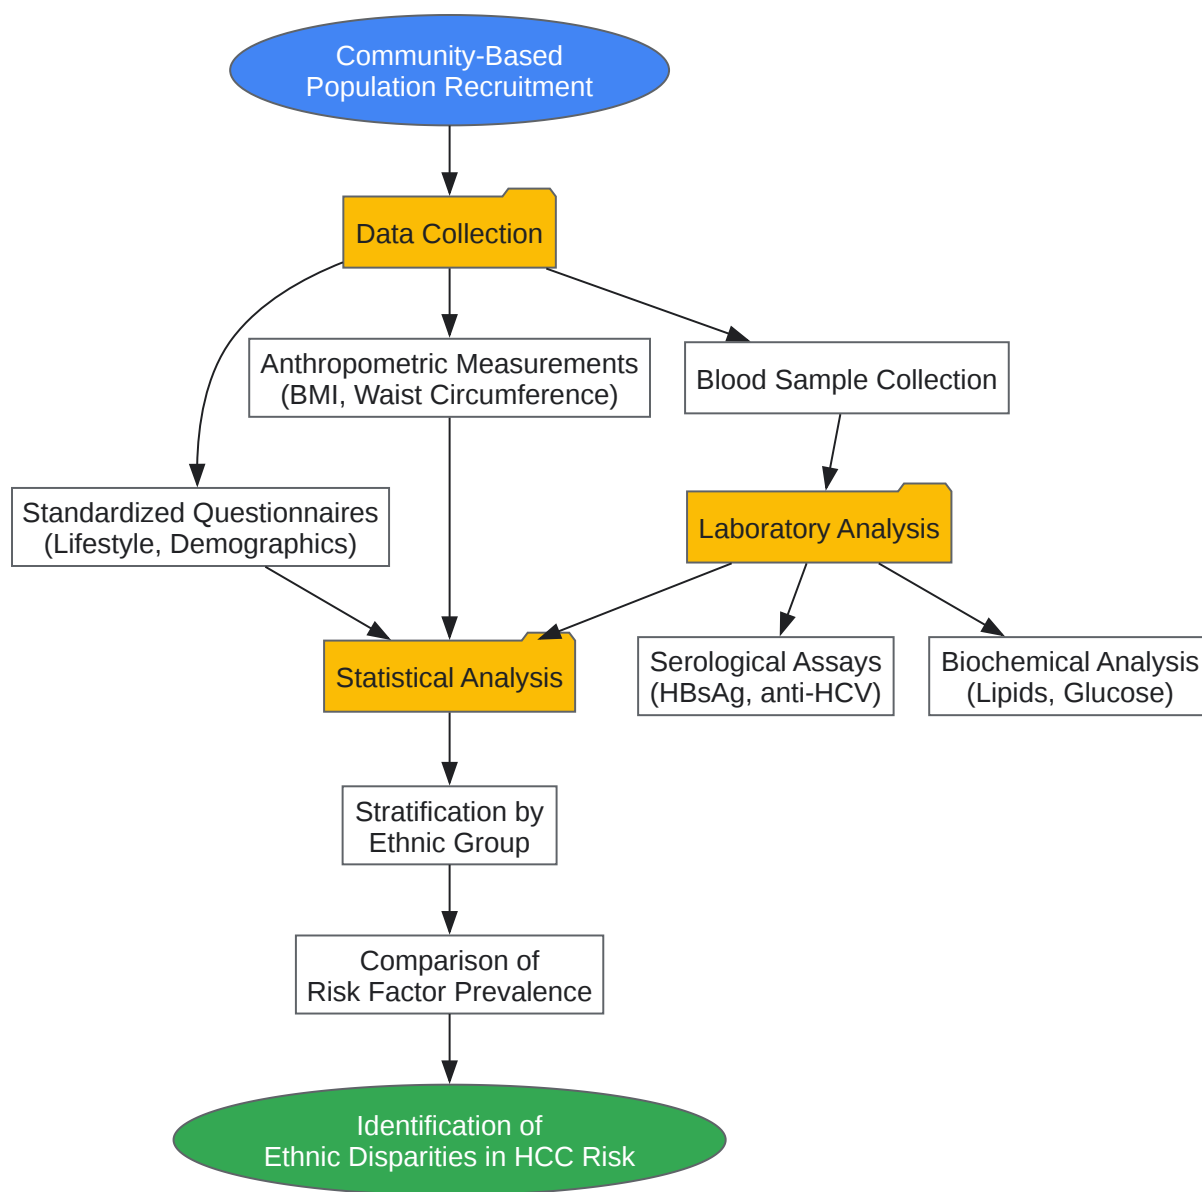 Community-Based
Population Recruitment
Data Collection
Anthropometric Measurements
(BMI, Waist Circumference)
Blood Sample Collection
Standardized Questionnaires
(Lifestyle, Demographics)
Laboratory Analysis
Statistical Analysis
Serological Assays
(HBsAg, anti-HCV)
Biochemical Analysis
(Lipids, Glucose)
Stratification by
Ethnic Group
Comparison of
Risk Factor Prevalence
Identification of
Ethnic Disparities in HCC Risk